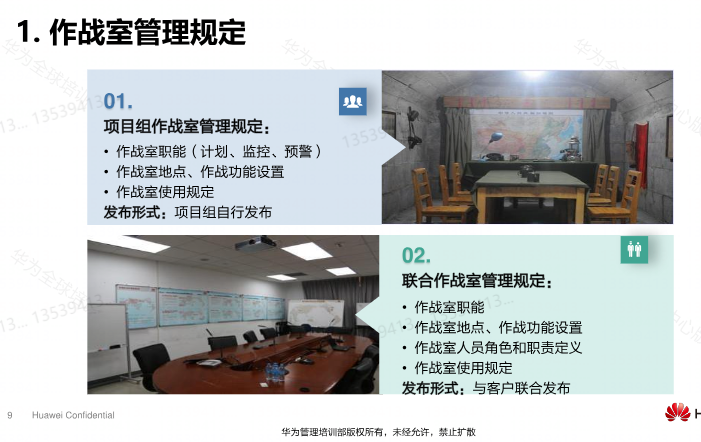 1. 作战室管理规定
01.
项目组作战室管理规定：
• 作战室职能（计划、监控、预警）
• 作战室地点、作战功能设置
• 作战室使用规定
发布形式：项目组自行发布
02.
联合作战室管理规定：
• 作战室职能
• 作战室地点、作战功能设置
• 作战室人员角色和职责定义
• 作战室使用规定
发布形式：与客户联合发布
9 Huawei Confidential
华为管理培训部版权所有，未经允许，禁止扩散